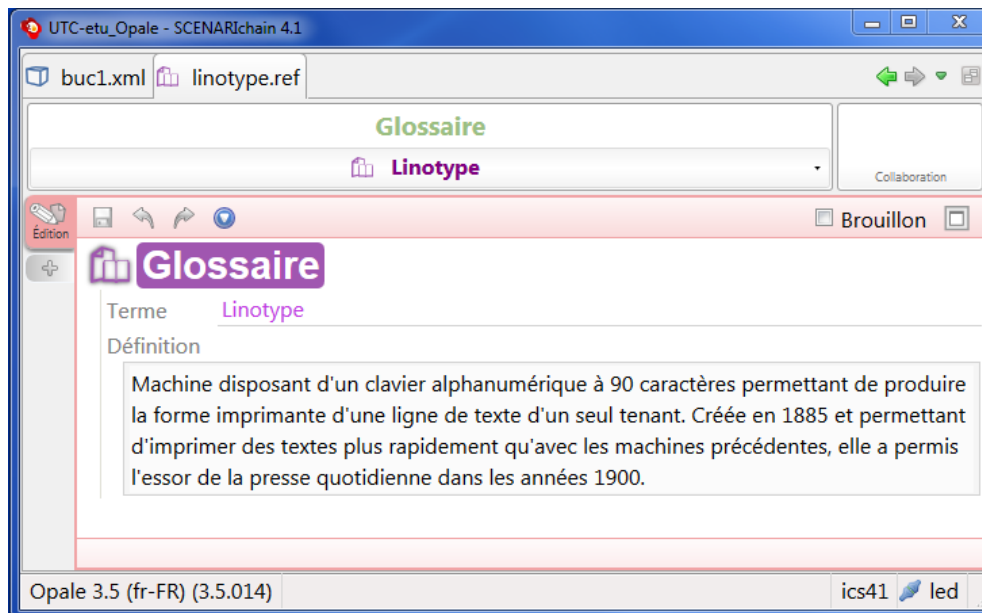 UTC-etu_Opale - SCENARIchain 4.1
buc1.xml linotype.ref
Glossaire
Linotype
Collaboration
Édition
Brouillon
Glossaire
Terme Linotype
Définition
Machine disposant d'un clavier alphanumérique à 90 caractères permettant de produire
la forme imprimante d'une ligne de texte d'un seul tenant. Créée en 1885 et permettant
d'imprimer des textes plus rapidement qu'avec les machines précédentes, elle a permis
l'essor de la presse quotidienne dans les années 1900.
Opale 3.5 (fr-FR) (3.5.014) ics41 led